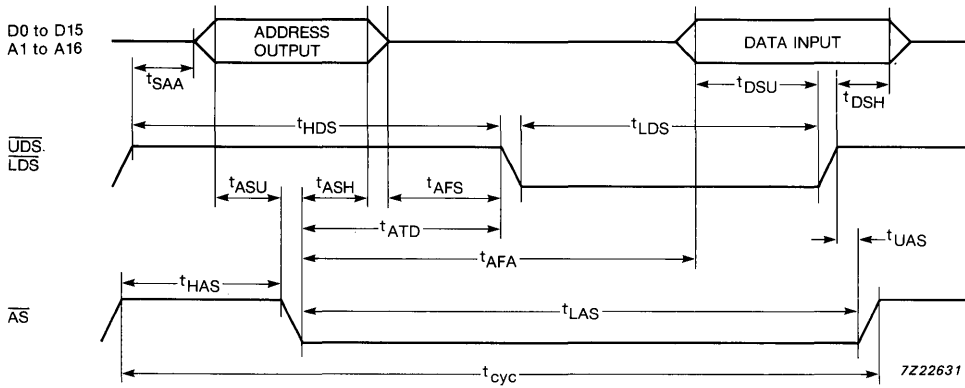 D0 to D15
A1 to A16
ADDRESS
OUTPUT
DATA INPUT
tSAA
tDSU
tDSH
tHDS
tLDS
UDS.
LDS
tASU
tASH
tAFS
tATD
tUAS
tAFA
tHAS
AS
tLAS
tcyc
7Z22631